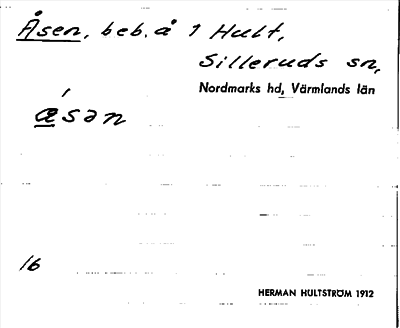 Åsen, beb. å 1 Hult,
Silleruds sn,
Nordmarks hd, Värmlands län
ǽsən
16
HERMAN HULTSTRÖM 1912